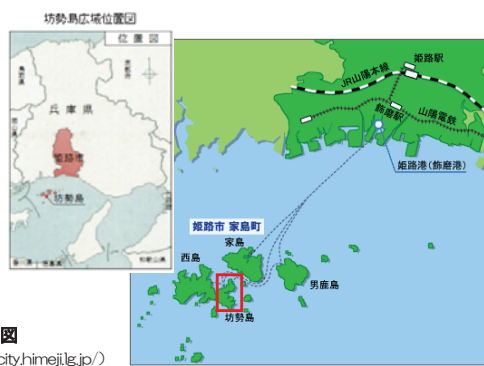 坊勢島広域位置図
位置図
兵庫県
姫路市
坊勢島
姫路駅
JR山陽本線
飾磨駅
山陽電鉄
姫路港(飾磨港)
姫路市 家島町
家島
西島
男鹿島
坊勢島
図
city.himeji.lg.jp/)